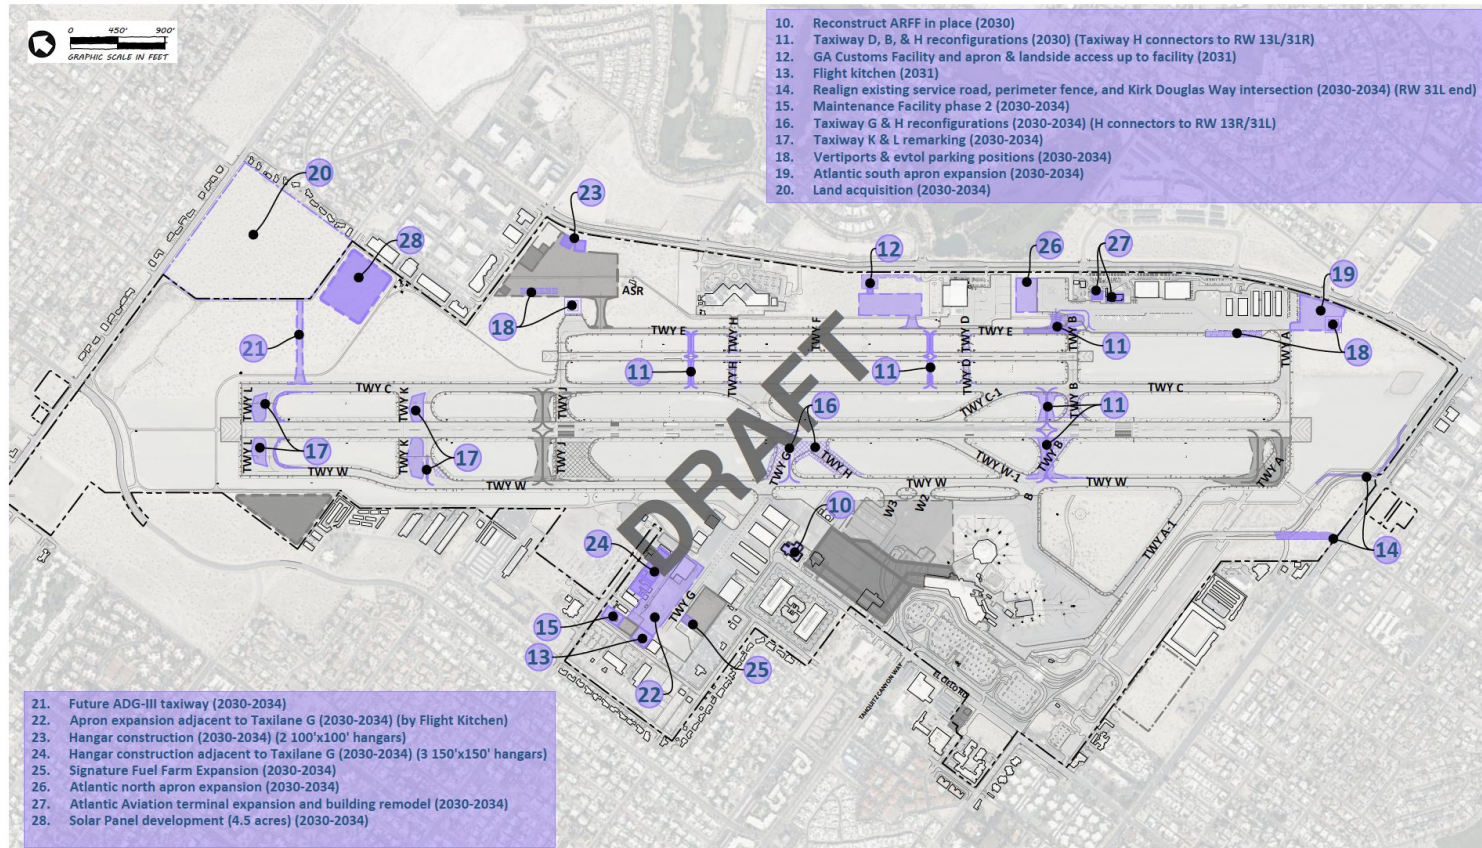 0 450' 900'
GRAPHIC SCALE IN FEET
10. Reconstruct ARFF in place (2030)
11. Taxiway D, B, & H reconfigurations (2030) (Taxiway H connectors to RW 13L/31R)
12. GA Customs Facility and apron & landside access up to facility (2031)
13. Flight kitchen (2031)
14. Realign existing service road, perimeter fence, and Kirk Douglas Way intersection (2030-2034) (RW 31L end)
15. Maintenance Facility phase 2 (2030-2034)
16. Taxiway G & H reconfigurations (2030-2034) (H connectors to RW 13R/31L)
17. Taxiway K & L remarking (2030-2034)
18. Vertiports & evtol parking positions (2030-2034)
19. Atlantic south apron expansion (2030-2034)
20. Land acquisition (2030-2034)
20
23
28
12
26
27
19
ASR
18
21
TWY E
TWY H
TWY F
TWY D
TWY E
TWY B
TWY A
11
18
11
TWY H
11
TWY D
TWY L
TWY C
TWY K
TWY J
TWY C-1
TWY B
TWY C
16
11
17
17
TWY L
TWY K
TWY J
TWY G
TWY H
TWY W-1
TWY B
TWY A
TWY W
TWY W
TWY W
TWY W
W3
W2
B
DRAFT
10
TWY A-1
14
24
TWY G
15
13
22
25
TAHQUITZ CANYON WAY
EL CIELO RD
21. Future ADG-III taxiway (2030-2034)
22. Apron expansion adjacent to Taxilane G (2030-2034) (by Flight Kitchen)
23. Hangar construction (2030-2034) (2 100'x100' hangars)
24. Hangar construction adjacent to Taxilane G (2030-2034) (3 150'x150' hangars)
25. Signature Fuel Farm Expansion (2030-2034)
26. Atlantic north apron expansion (2030-2034)
27. Atlantic Aviation terminal expansion and building remodel (2030-2034)
28. Solar Panel development (4.5 acres) (2030-2034)